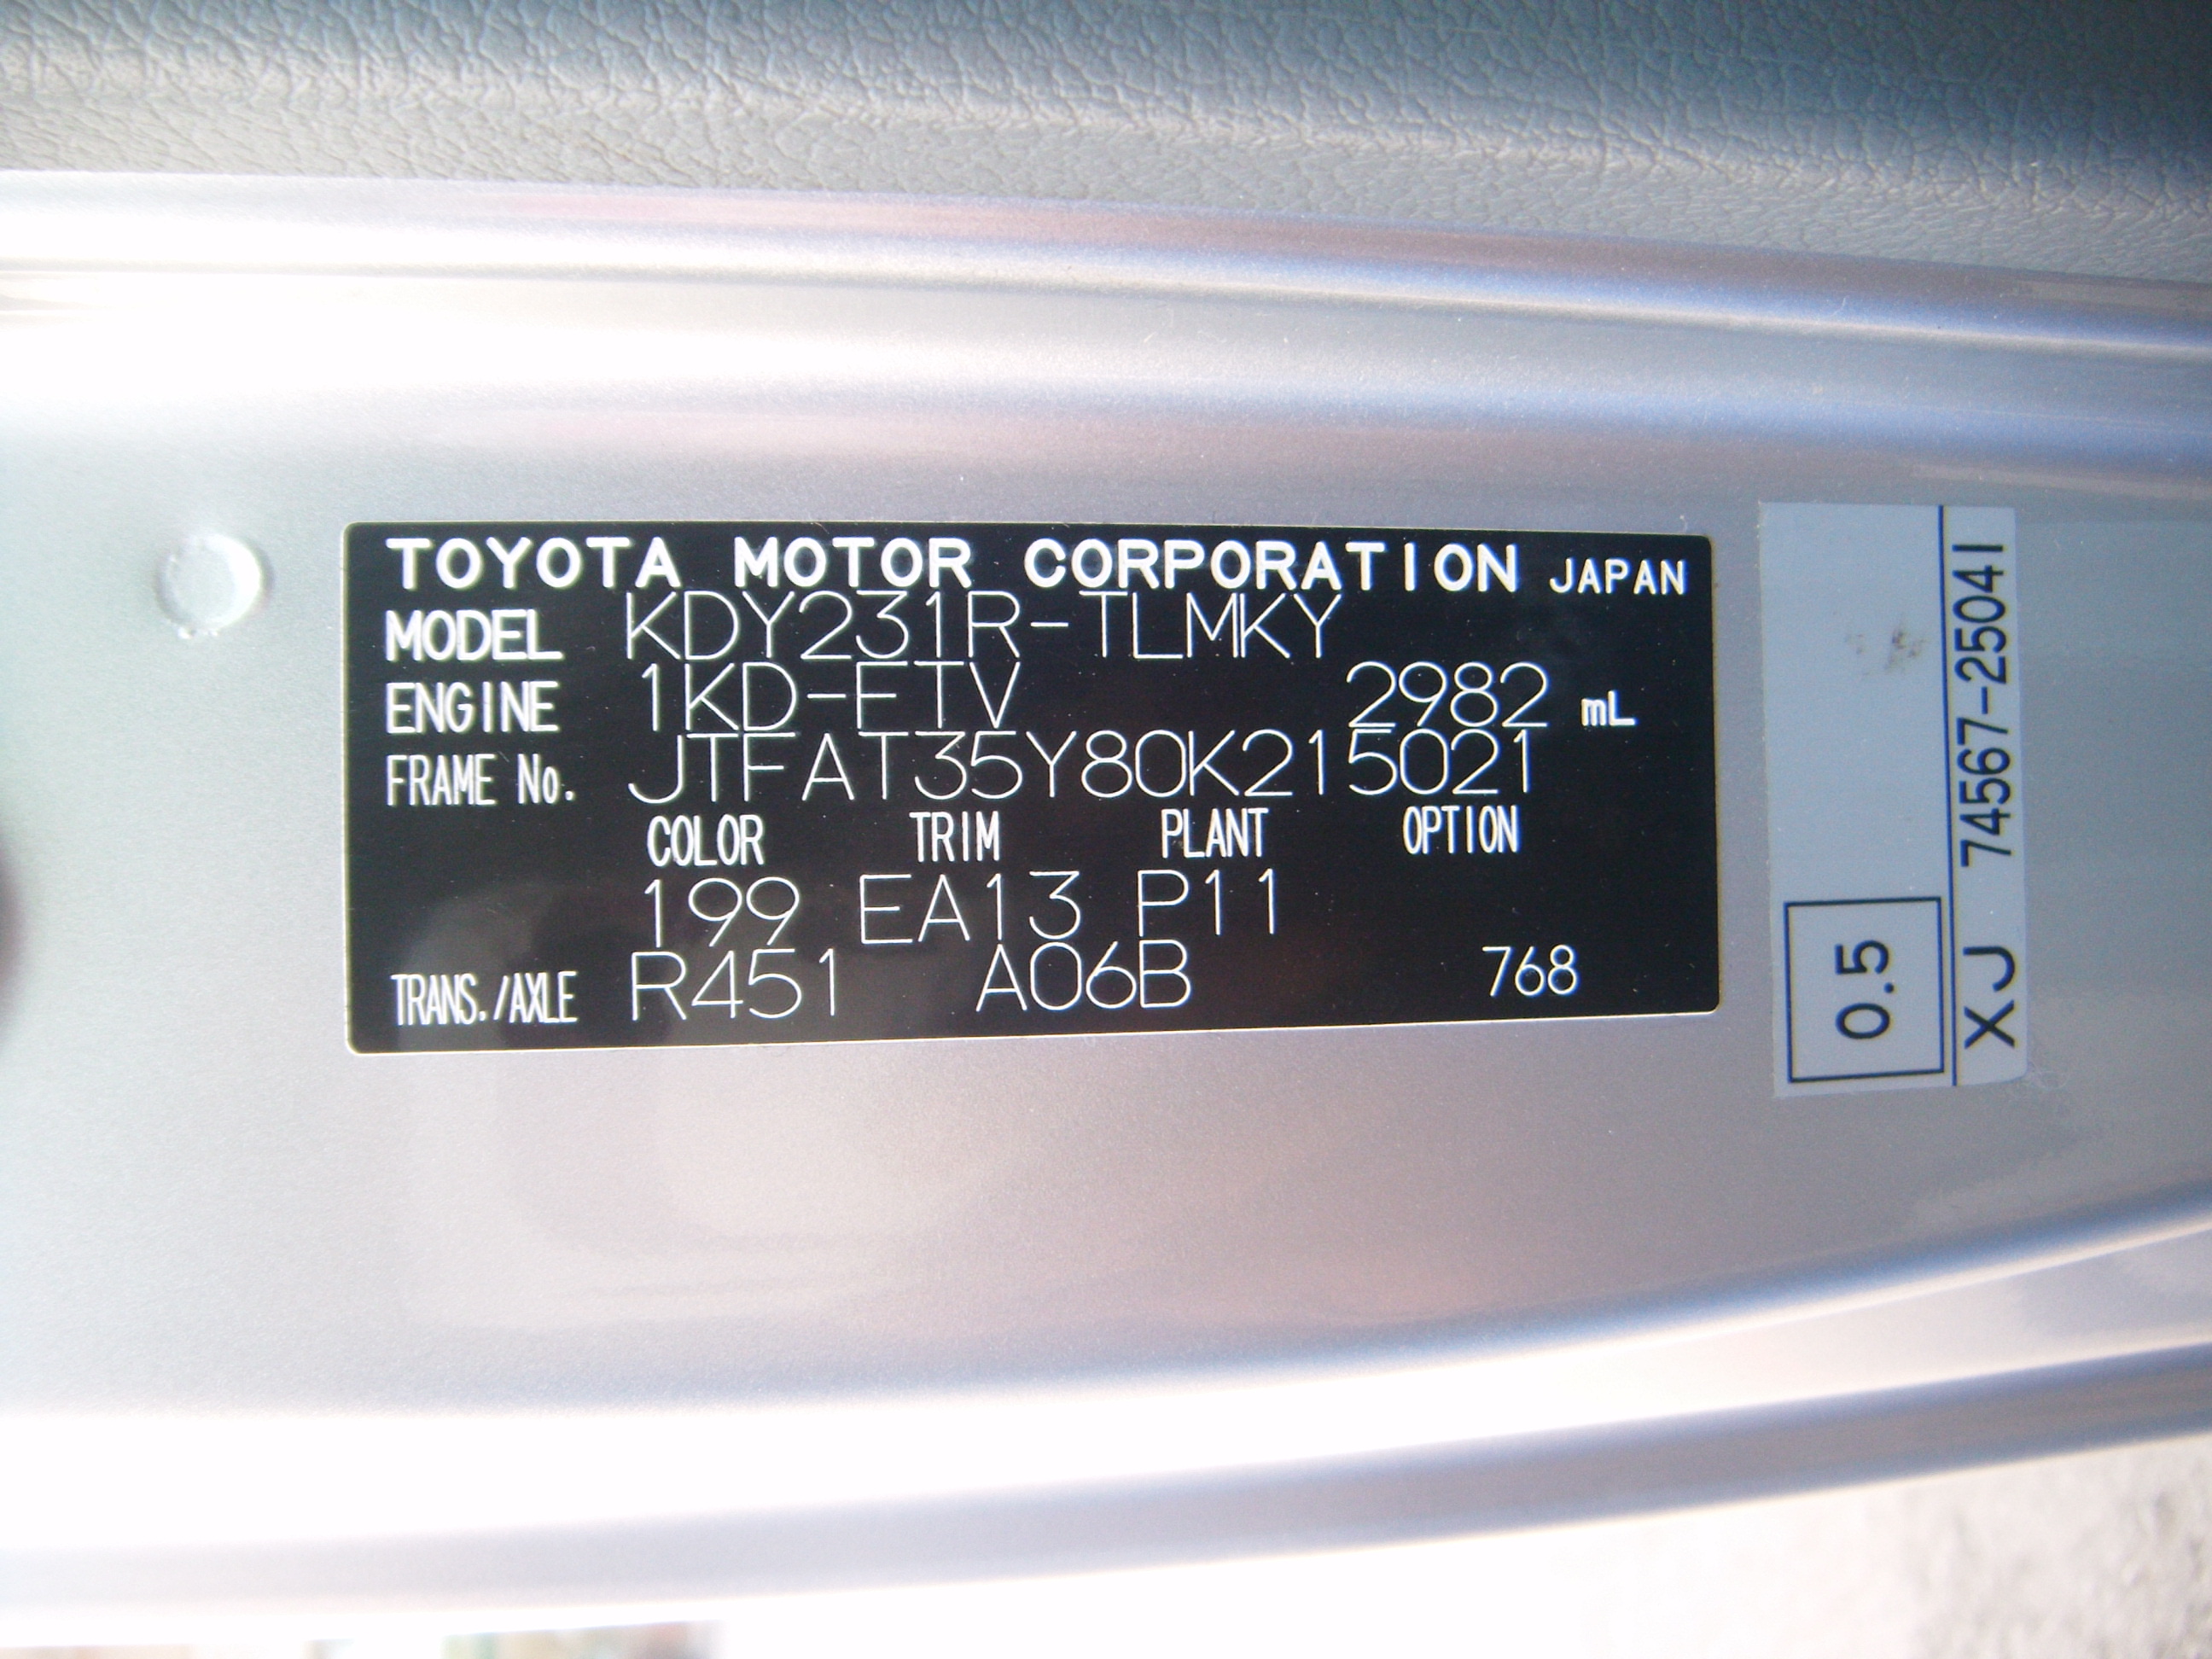 TOYOTA MOTOR CORPORATION JAPAN
MODEL KDY231R-TLMKY
ENGINE 1KD-FTV 2982 mL
FRAME No. JTFAT35Y80K215021
COLOR TRIM PLANT OPTION
199 EA13 P11
TRANS./AXLE R451 A06B 768
0.5
XJ 74567-25041